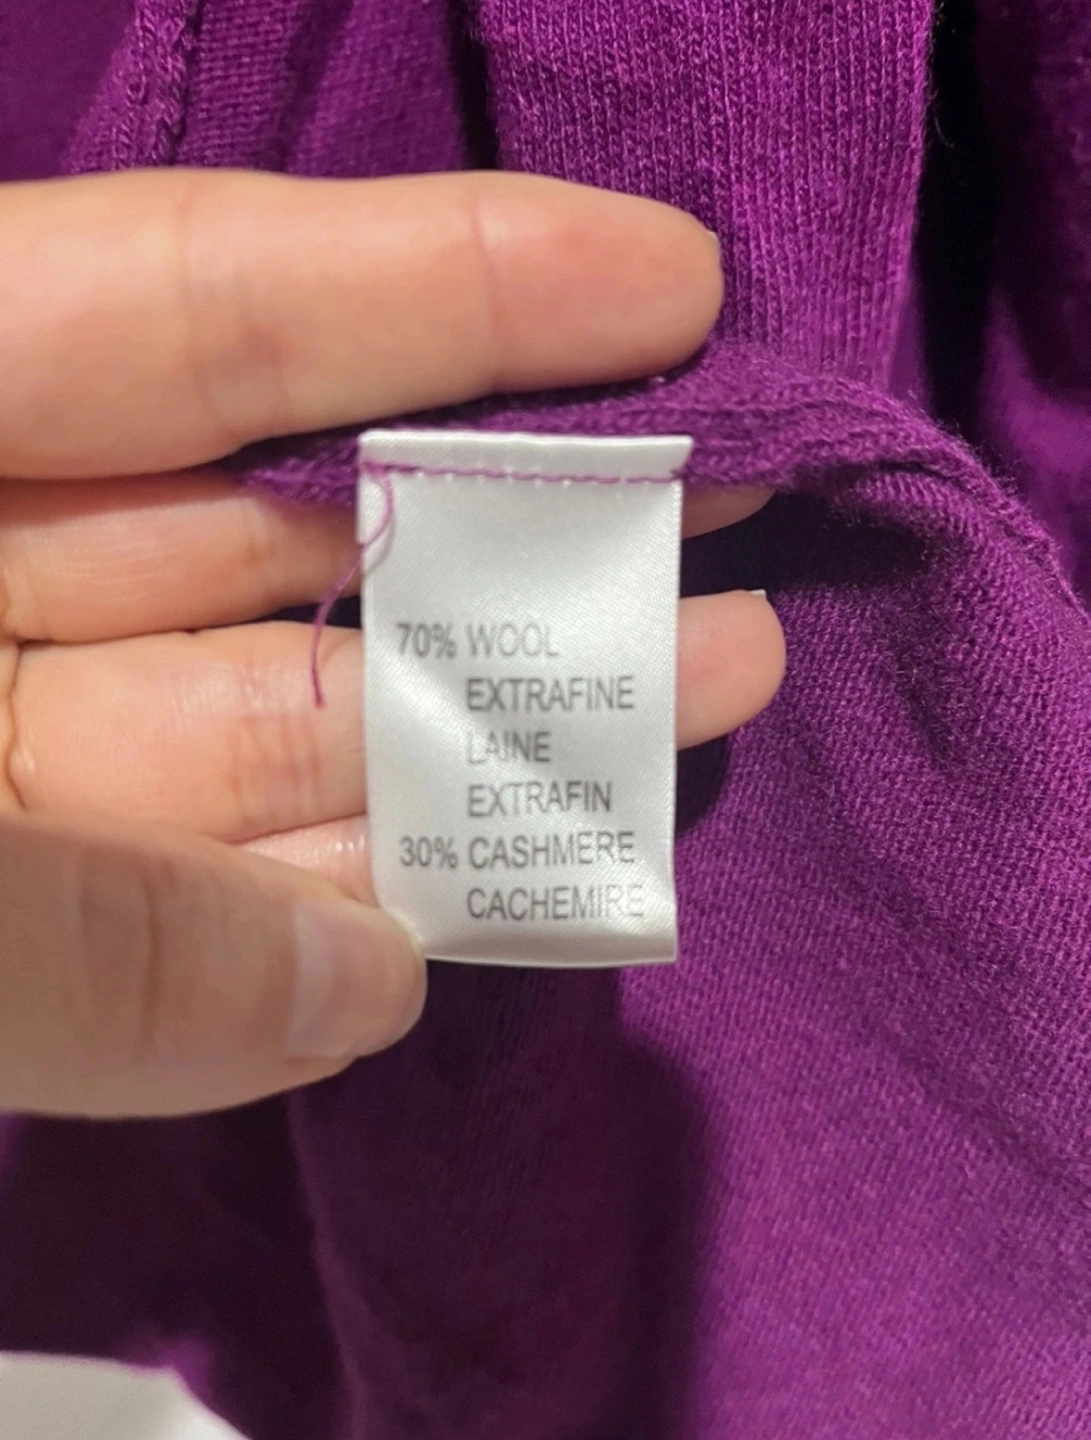 70% WOOL
EXTRAFINE
LAINE
EXTRAFIN
30% CASHMERE
CACHEMIRE